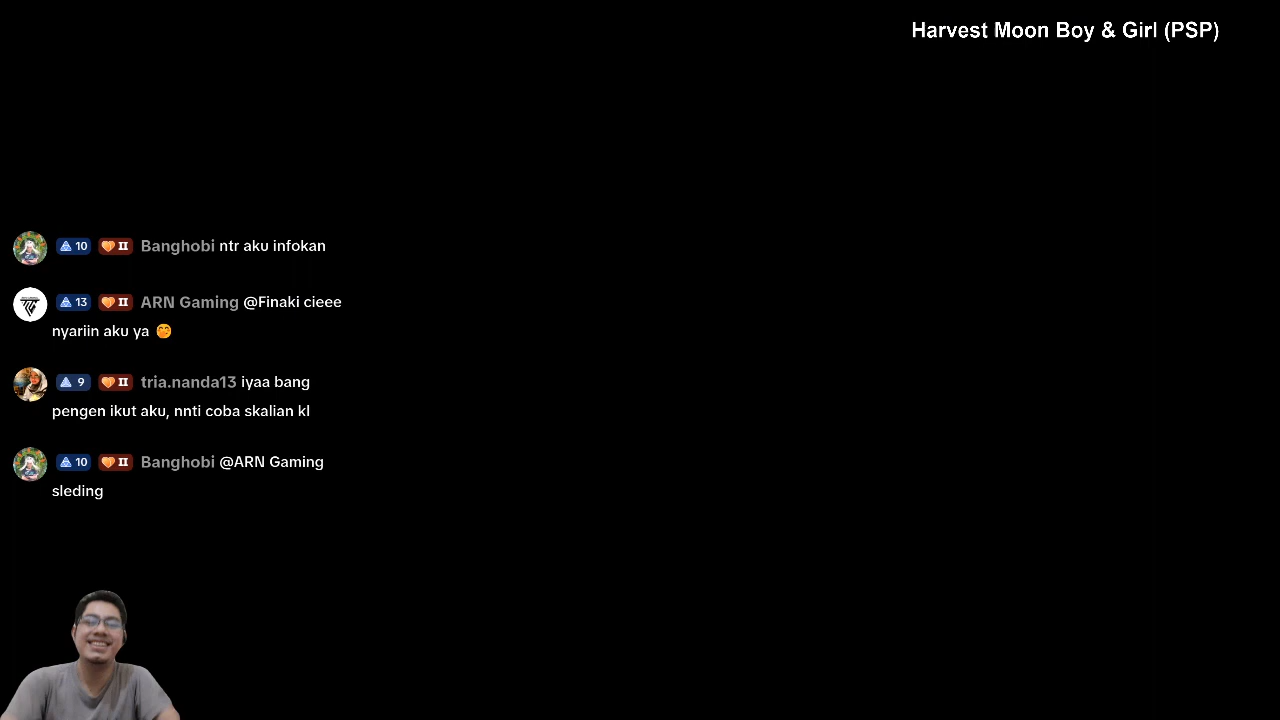 Harvest Moon Boy & Girl (PSP)
10 II Banghobi ntr aku infokan
13 II ARN Gaming @Finaki cieee
nyariin aku ya 🤭
9 II tria.nanda13 iyaa bang
pengen ikut aku, nnti coba skalian kl
10 II Banghobi @ARN Gaming
sleding